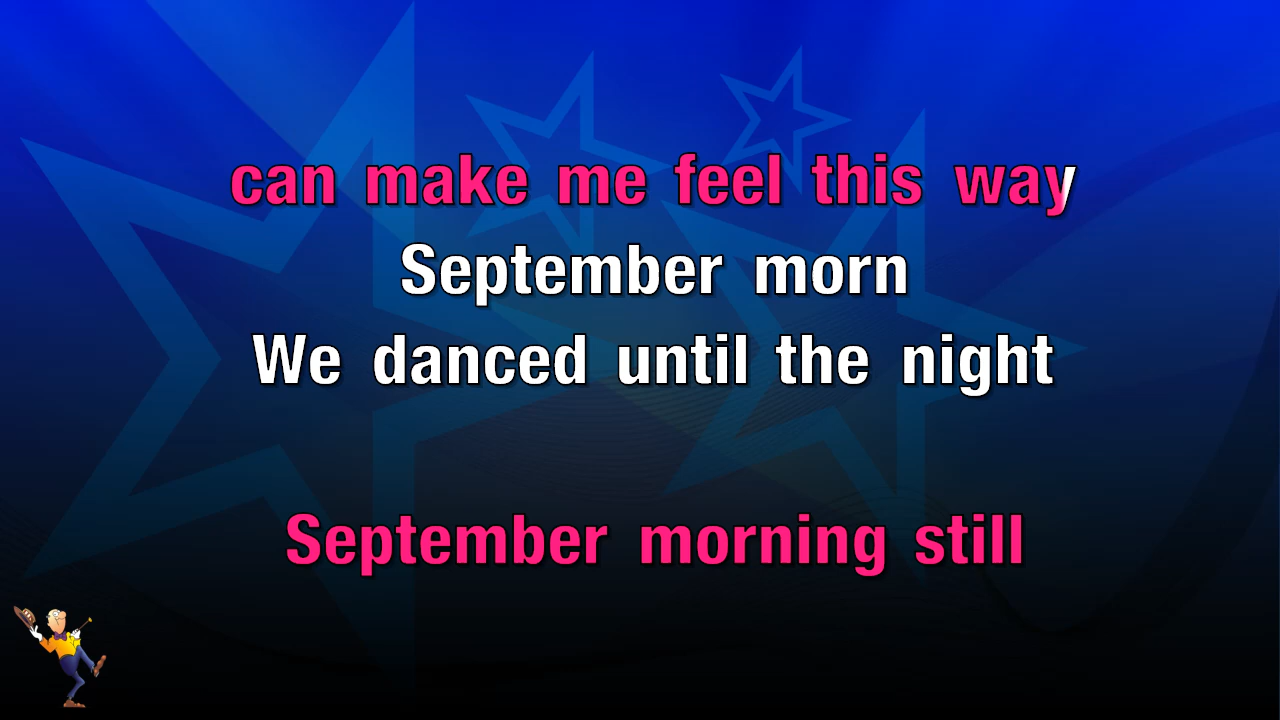 can make me feel this way
September morn
We danced until the night
September morning still